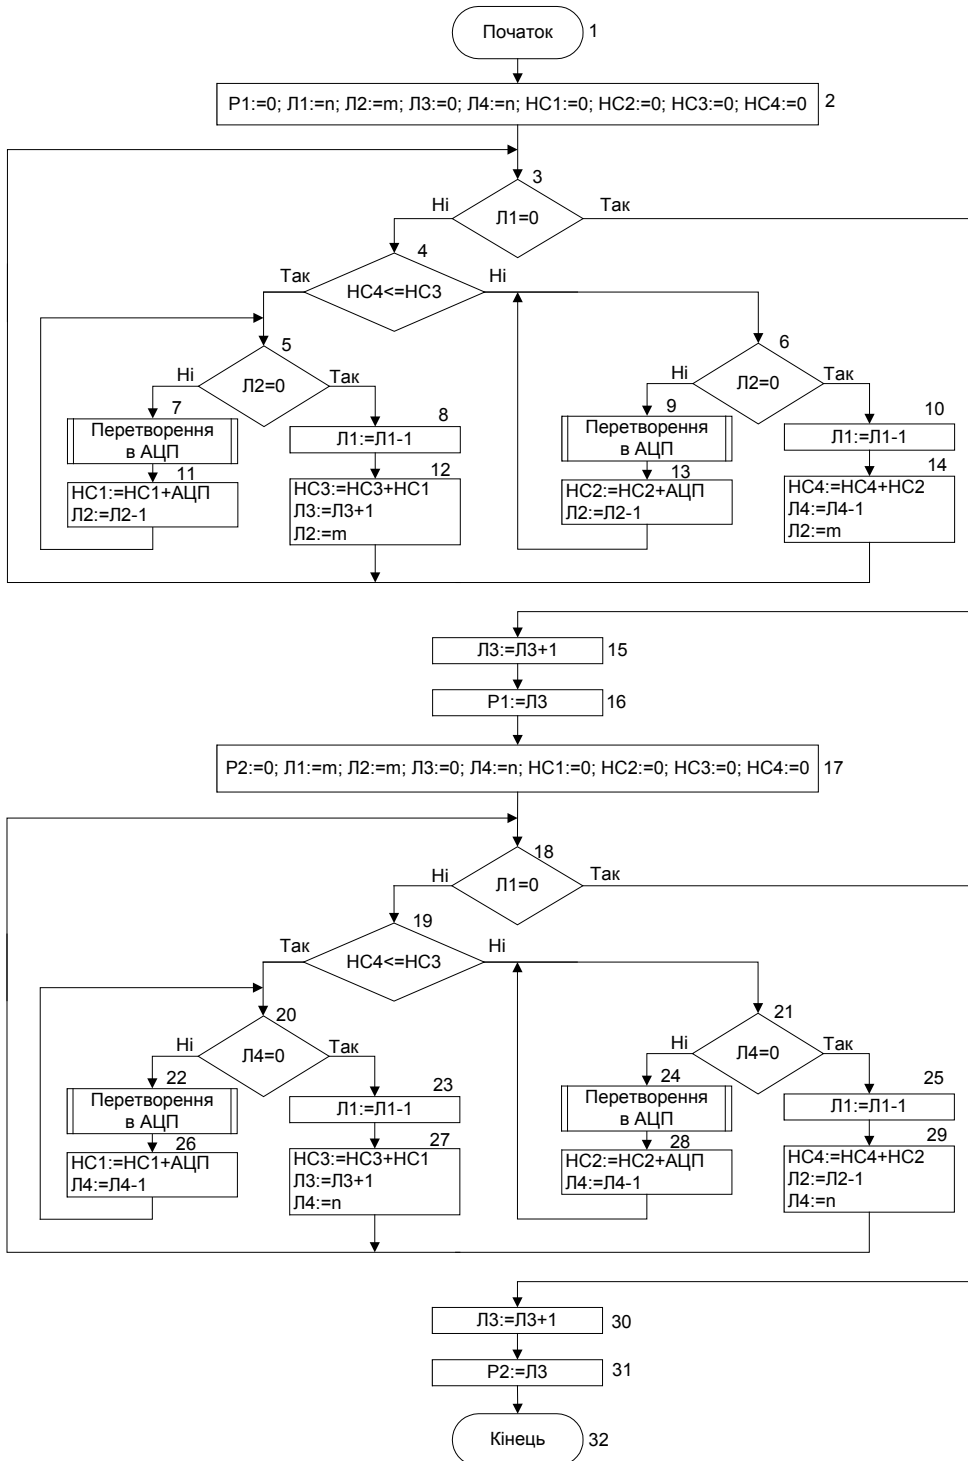 Початок
1
P1:=0; Л1:=n; Л2:=m; Л3:=0; Л4:=n; НС1:=0; НС2:=0; НС3:=0; НС4:=0
2
3
Ні
Л1=0
Так
4
Так
НС4<=НС3
Ні
5
Ні
Л2=0
Так
6
Ні
Л2=0
Так
7
Перетворення
в АЦП
8
Л1:=Л1-1
9
Перетворення
в АЦП
10
Л1:=Л1-1
11
НС1:=НС1+АЦП
Л2:=Л2-1
12
НС3:=НС3+НС1
Л3:=Л3+1
Л2:=m
13
НС2:=НС2+АЦП
Л2:=Л2-1
14
НС4:=НС4+НС2
Л4:=Л4-1
Л2:=m
Л3:=Л3+1
15
P1:=Л3
16
P2:=0; Л1:=m; Л2:=m; Л3:=0; Л4:=n; НС1:=0; НС2:=0; НС3:=0; НС4:=0
17
18
Ні
Л1=0
Так
19
Так
НС4<=НС3
Ні
20
Ні
Л4=0
Так
21
Ні
Л4=0
Так
22
Перетворення
в АЦП
23
Л1:=Л1-1
24
Перетворення
в АЦП
25
Л1:=Л1-1
26
НС1:=НС1+АЦП
Л4:=Л4-1
27
НС3:=НС3+НС1
Л3:=Л3+1
Л4:=n
28
НС2:=НС2+АЦП
Л4:=Л4-1
29
НС4:=НС4+НС2
Л2:=Л2-1
Л4:=n
Л3:=Л3+1
30
P2:=Л3
31
Кінець
32